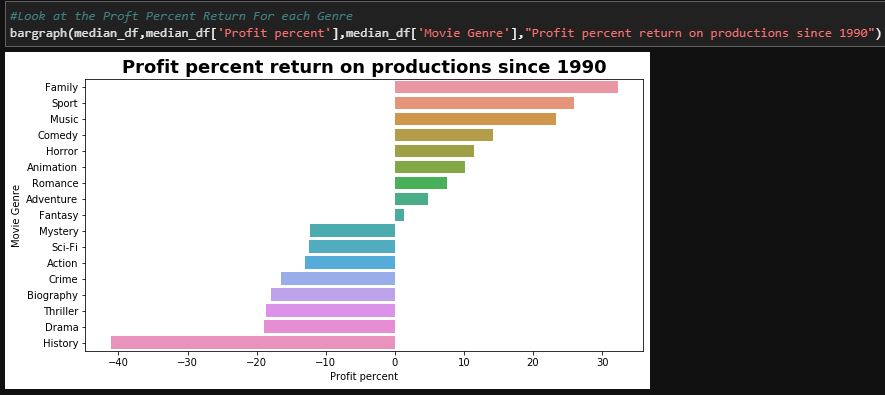 #Look at the Proft Percent Return For each Genre
bargraph(median_df,median_df['Profit percent'],median_df['Movie Genre'],"Profit percent return on productions since 1990")
Profit percent return on productions since 1990
Movie Genre
Family
Sport
Music
Comedy
Horror
Animation
Romance
Adventure
Fantasy
Mystery
Sci-Fi
Action
Crime
Biography
Thriller
Drama
History
−40 −30 −20 −10 0 10 20 30
Profit percent